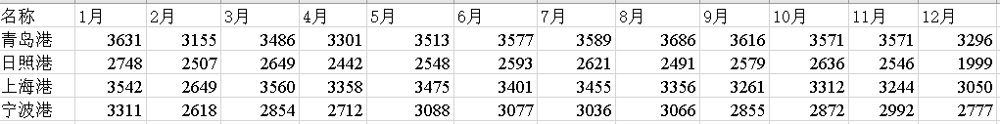 名称 1月 2月 3月 4月 5月 6月 7月 8月 9月 10月 11月 12月
青岛港 3631 3155 3486 3301 3513 3577 3589 3686 3616 3571 3571 3296
日照港 2748 2507 2649 2442 2548 2593 2621 2491 2579 2636 2546 1999
上海港 3542 2649 3560 3358 3475 3401 3455 3356 3261 3312 3244 3050
宁波港 3311 2618 2854 2712 3088 3077 3036 3066 2855 2872 2992 2777